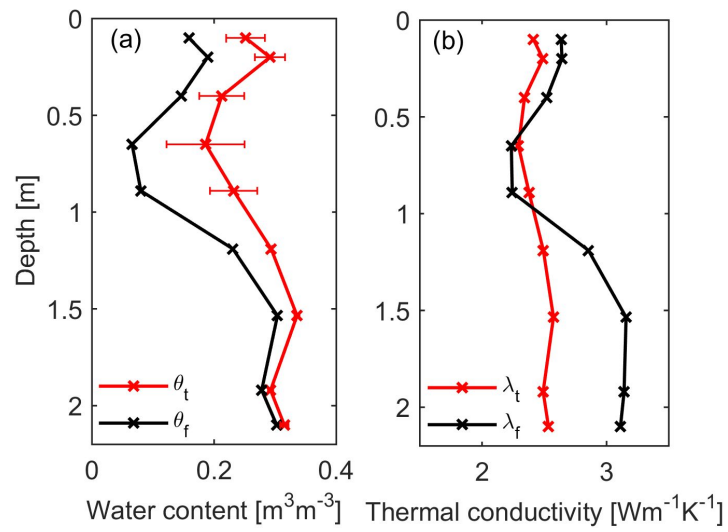 (a)
0
0.5
1
1.5
2
Depth [m]
θt
θf
0 0.2 0.4
Water content [m³m⁻³]
(b)
0
0.5
1
1.5
2
λt
λf
2 3
Thermal conductivity [Wm⁻¹K⁻¹]